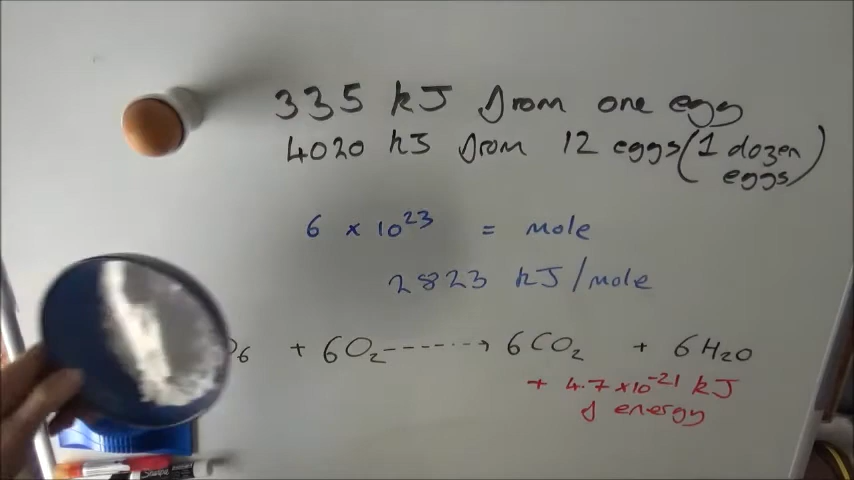 335 kJ from one egg
4020 kJ from 12 eggs (1 dozen eggs)
6 x 10²³ = mole
2823 kJ/mole
O₆ + 6O₂ -----> 6CO₂ + 6H₂O
+ 4.7 x 10⁻²¹ kJ
of energy